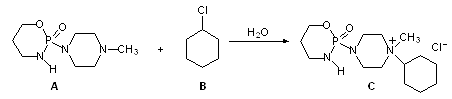 O O P N N N—CH₃ H
A
+
Cl
B
H₂O
O O P N H N N⁺ CH₃ Cl⁻
C